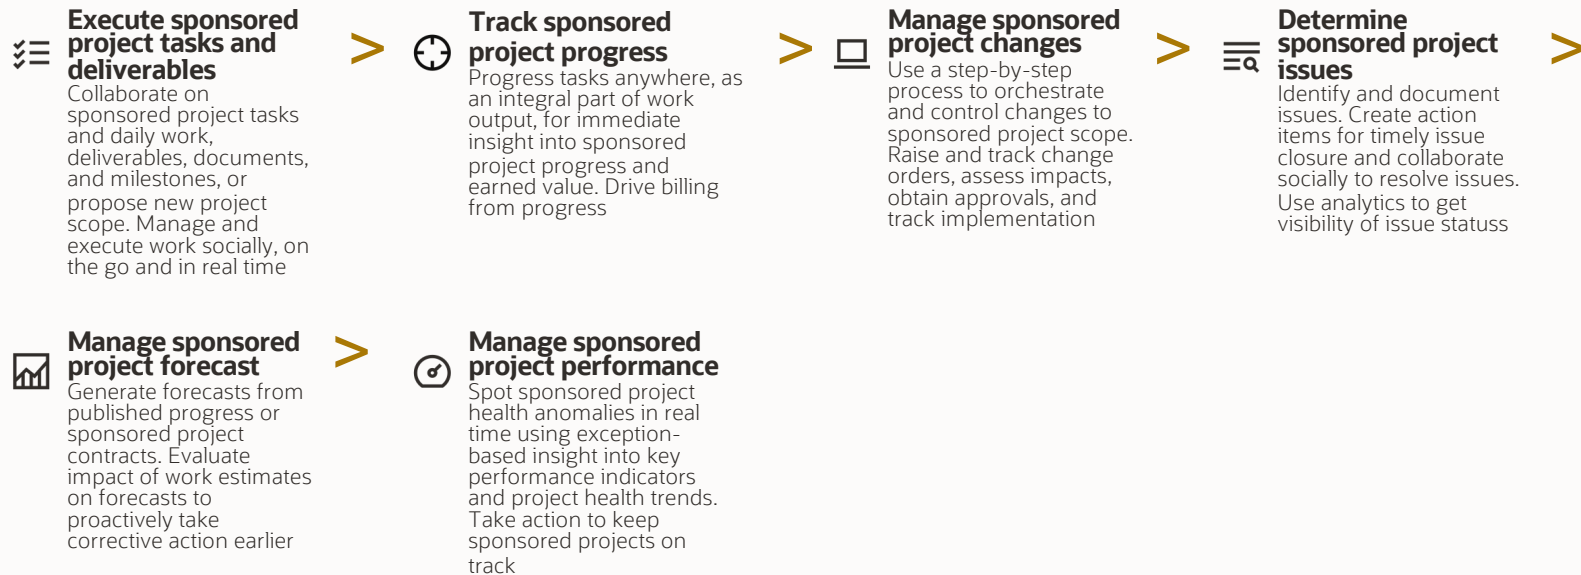 Execute sponsored
project tasks and
deliverables
Collaborate on
sponsored project tasks
and daily work,
deliverables, documents,
and milestones, or
propose new project
scope. Manage and
execute work socially, on
the go and in real time
>
Track sponsored
project progress
Progress tasks anywhere, as
an integral part of work
output, for immediate
insight into sponsored
project progress and
earned value. Drive billing
from progress
>
Manage sponsored
project changes
Use a step-by-step
process to orchestrate
and control changes to
sponsored project scope.
Raise and track change
orders, assess impacts,
obtain approvals, and
track implementation
>
Determine
sponsored project
issues
Identify and document
issues. Create action
items for timely issue
closure and collaborate
socially to resolve issues.
Use analytics to get
visibility of issue statuss
>
Manage sponsored
project forecast
Generate forecasts from
published progress or
sponsored project
contracts. Evaluate
impact of work estimates
on forecasts to
proactively take
corrective action earlier
>
Manage sponsored
project performance
Spot sponsored project
health anomalies in real
time using exception-
based insight into key
performance indicators
and project health trends.
Take action to keep
sponsored projects on
track